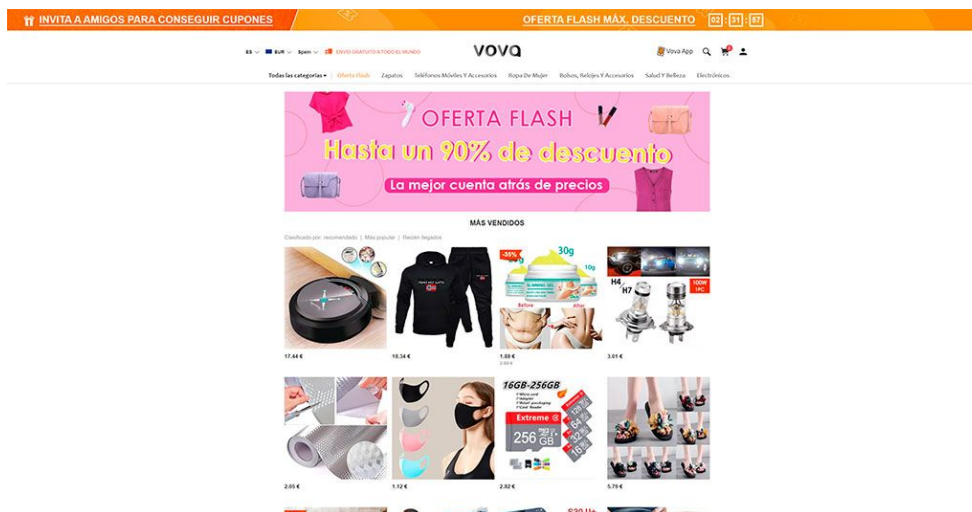 INVITA A AMIGOS PARA CONSEGUIR CUPONES
OFERTA FLASH MÁX. DESCUENTO 02 : 31 : 57
ES EUR Spain ENVÍO GRATUITO A TODO EL MUNDO
VOVA
Vova App
Todas las categorías
Oferta Flash
Zapatos
Teléfonos Móviles Y Accesorios
Ropa De Mujer
Bolsos, Relojes Y Accesorios
Salud Y Belleza
Electrónicos
OFERTA FLASH
Hasta un 90% de descuento
La mejor cuenta atrás de precios
MÁS VENDIDOS
Clasificado por: recomendado | Más popular | Recién llegados
-35%
30g
10g
Before
After
H4
H7
100W
1PC
17.44 €
18.34 €
1.88 €
3.01 €
16GB-256GB
Extreme
256 GB
2.05 €
1.12 €
2.82 €
5.79 €